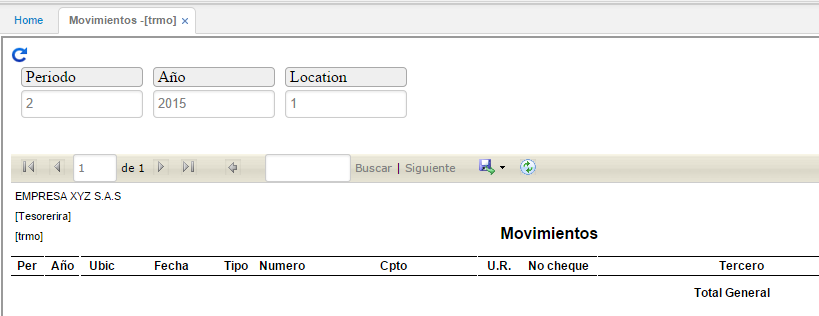 Home Movimientos -[trmo] ×
Periodo Año Location
2 2015 1
1 de 1 Buscar | Siguiente
EMPRESA XYZ S.A.S
[Tesorerira]
[trmo]
Movimientos
Per Año Ubic Fecha Tipo Numero Cpto U.R. No cheque Tercero
Total General